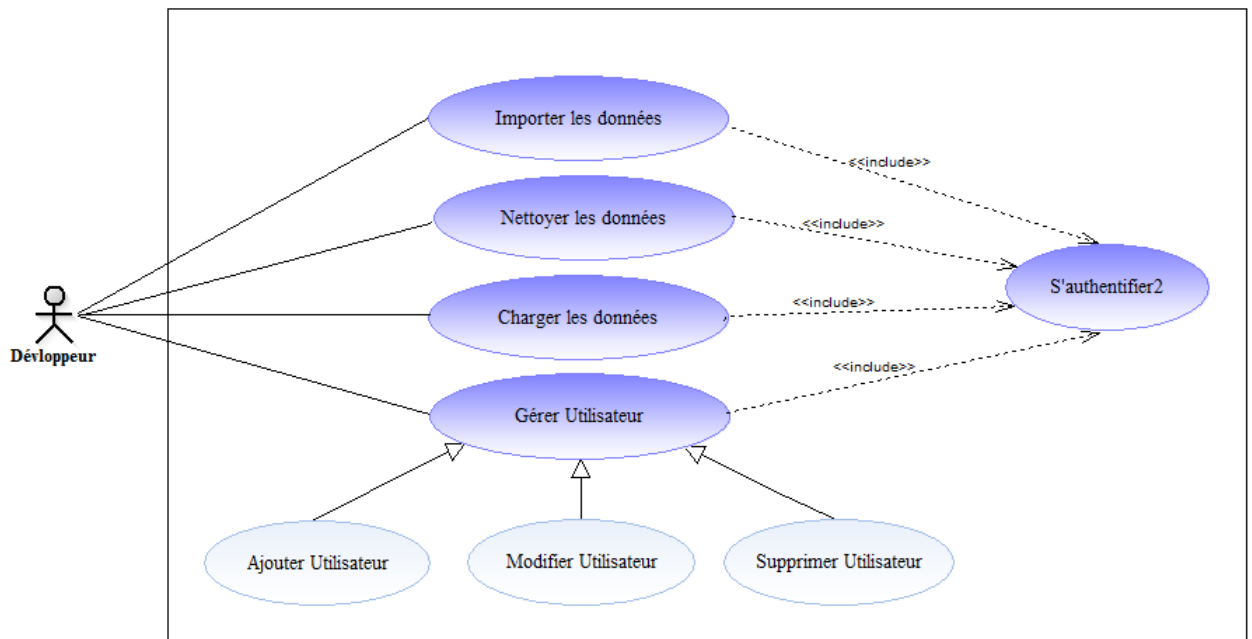 Importer les données
<<include>>
Nettoyer les données
<<include>>
S'authentifier2
Charger les données
<<include>>
Dévloppeur
<<include>>
Gérer Utilisateur
Ajouter Utilisateur
Modifier Utilisateur
Supprimer Utilisateur